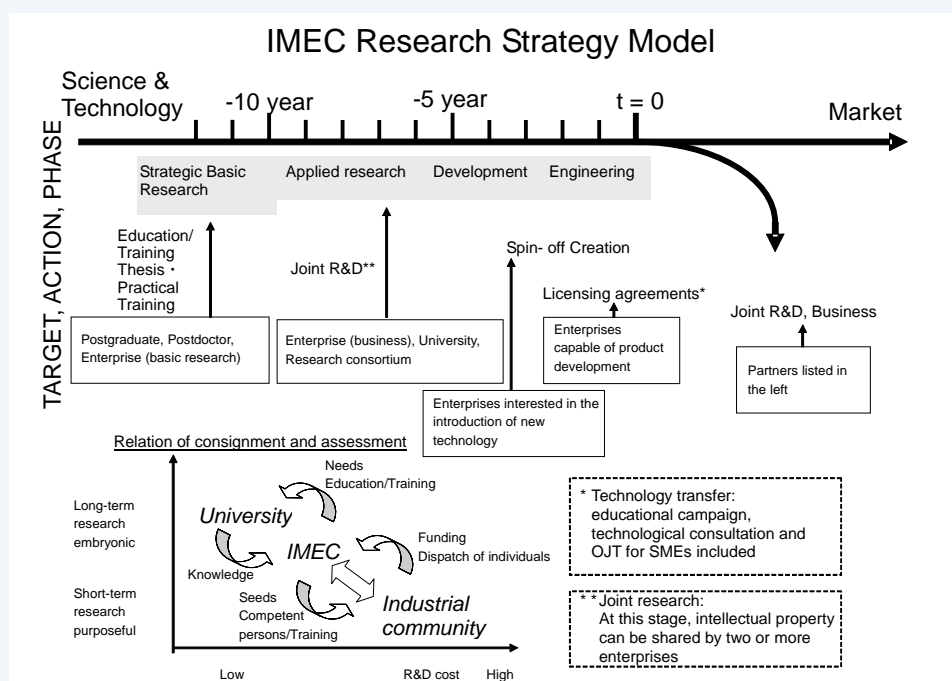 IMEC Research Strategy Model
Science &
Technology
-10 year
-5 year
t = 0
Market
TARGET, ACTION, PHASE
Strategic Basic
Research
Applied research
Development
Engineering
Education/
Training
Thesis・
Practical
Training
Joint R&D**
Spin- off Creation
Licensing agreements*
Joint R&D, Business
Postgraduate, Postdoctor,
Enterprise (basic research)
Enterprise (business), University,
Research consortium
Enterprises
capable of product
development
Partners listed in
the left
Enterprises interested in the
introduction of new
technology
Relation of consignment and assessment
Long-term
research
embryonic
Short-term
research
purposeful
Needs
Education/Training
University
IMEC
Funding
Dispatch of individuals
Knowledge
Seeds
Competent
persons/Training
Industrial
community
Low
R&D cost
High
* Technology transfer:
educational campaign,
technological consultation and
OJT for SMEs included
* * Joint research:
At this stage, intellectual property
can be shared by two or more
enterprises